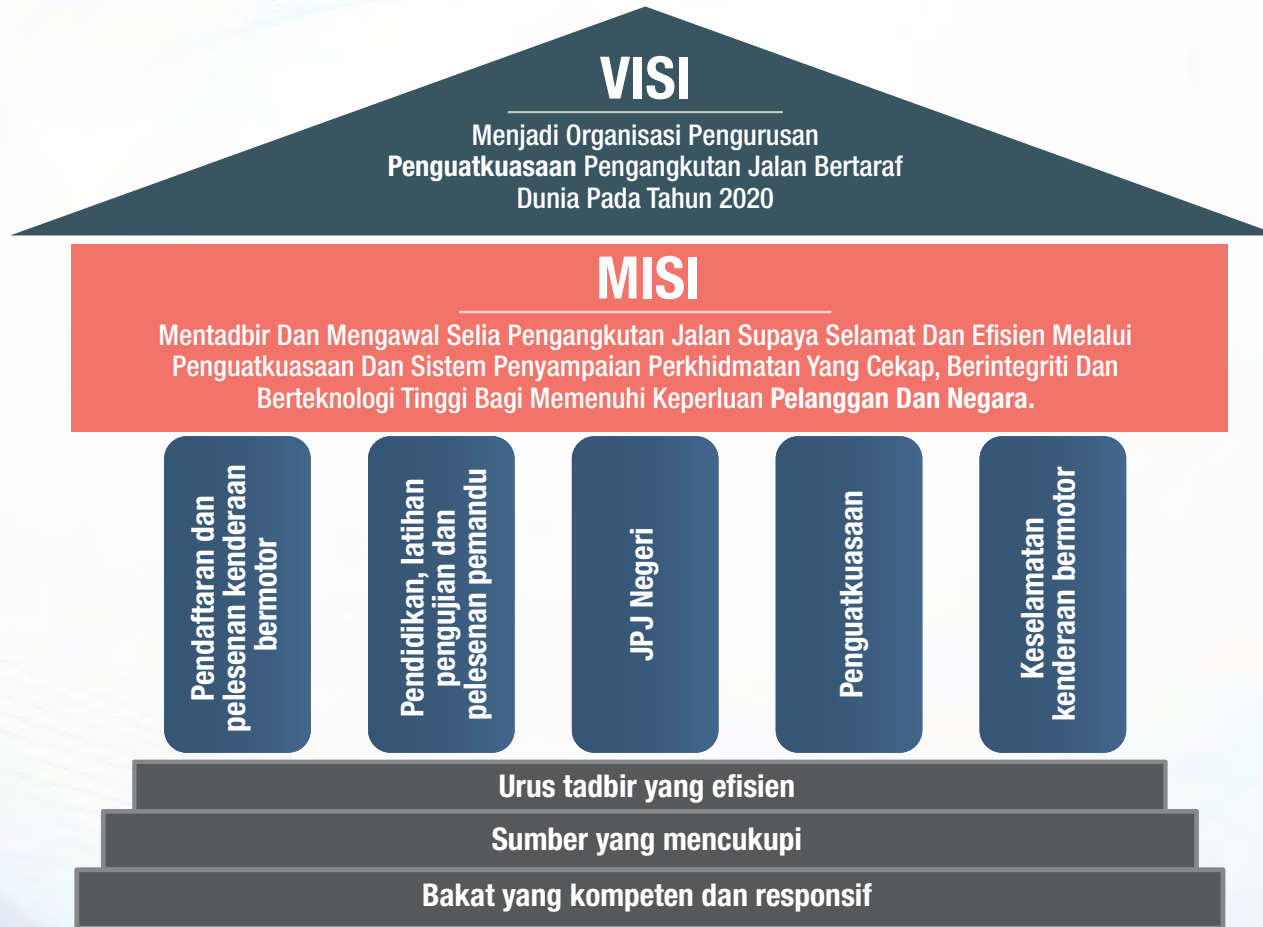 VISI
Menjadi Organisasi Pengurusan
Penguatkuasaan Pengangkutan Jalan Bertaraf
Dunia Pada Tahun 2020
MISI
Mentadbir Dan Mengawal Selia Pengangkutan Jalan Supaya Selamat Dan Efisien Melalui
Penguatkuasaan Dan Sistem Penyampaian Perkhidmatan Yang Cekap, Berintegriti Dan
Berteknologi Tinggi Bagi Memenuhi Keperluan Pelanggan Dan Negara.
Pendaftaran dan
pelesenan kenderaan
bermotor
Pendidikan, latihan
pengujian dan
pelesenan pemandu
JPJ Negeri
Penguatkuasaan
Keselamatan
kenderaan bermotor
Urus tadbir yang efisien
Sumber yang mencukupi
Bakat yang kompeten dan responsif